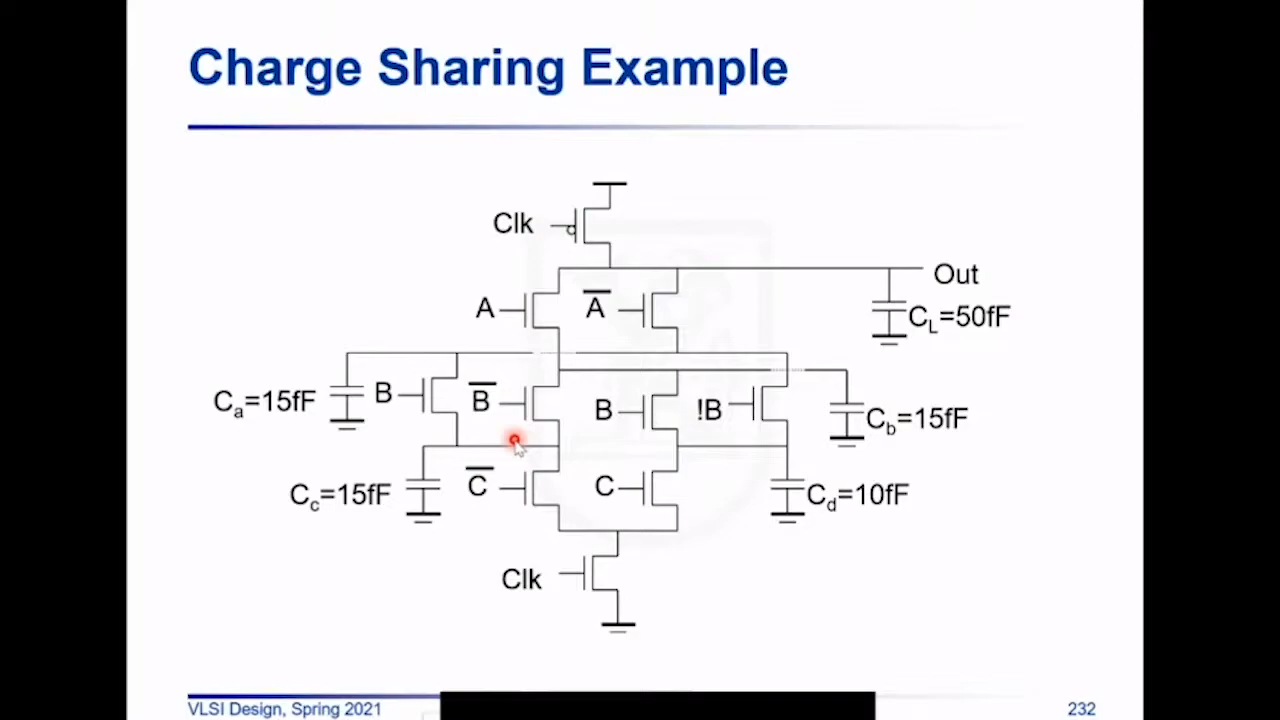 Charge Sharing Example
Clk
Out
A
A̅
C_L=50fF
C_a=15fF
B
B̅
B
!B
C_b=15fF
C_c=15fF
C̅
C
C_d=10fF
Clk
VLSI Design, Spring 2021
232